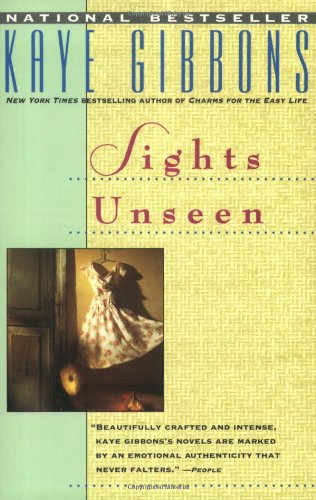 NATIONAL BESTSELLER
KAYE GIBBONS
NEW YORK TIMES BESTSELLING AUTHOR OF CHARMS FOR THE EASY LIFE
Sights
Unseen
"BEAUTIFULLY CRAFTED AND INTENSE,
KAYE GIBBONS'S NOVELS ARE MARKED
BY AN EMOTIONAL AUTHENTICITY THAT
NEVER FALTERS." —PEOPLE